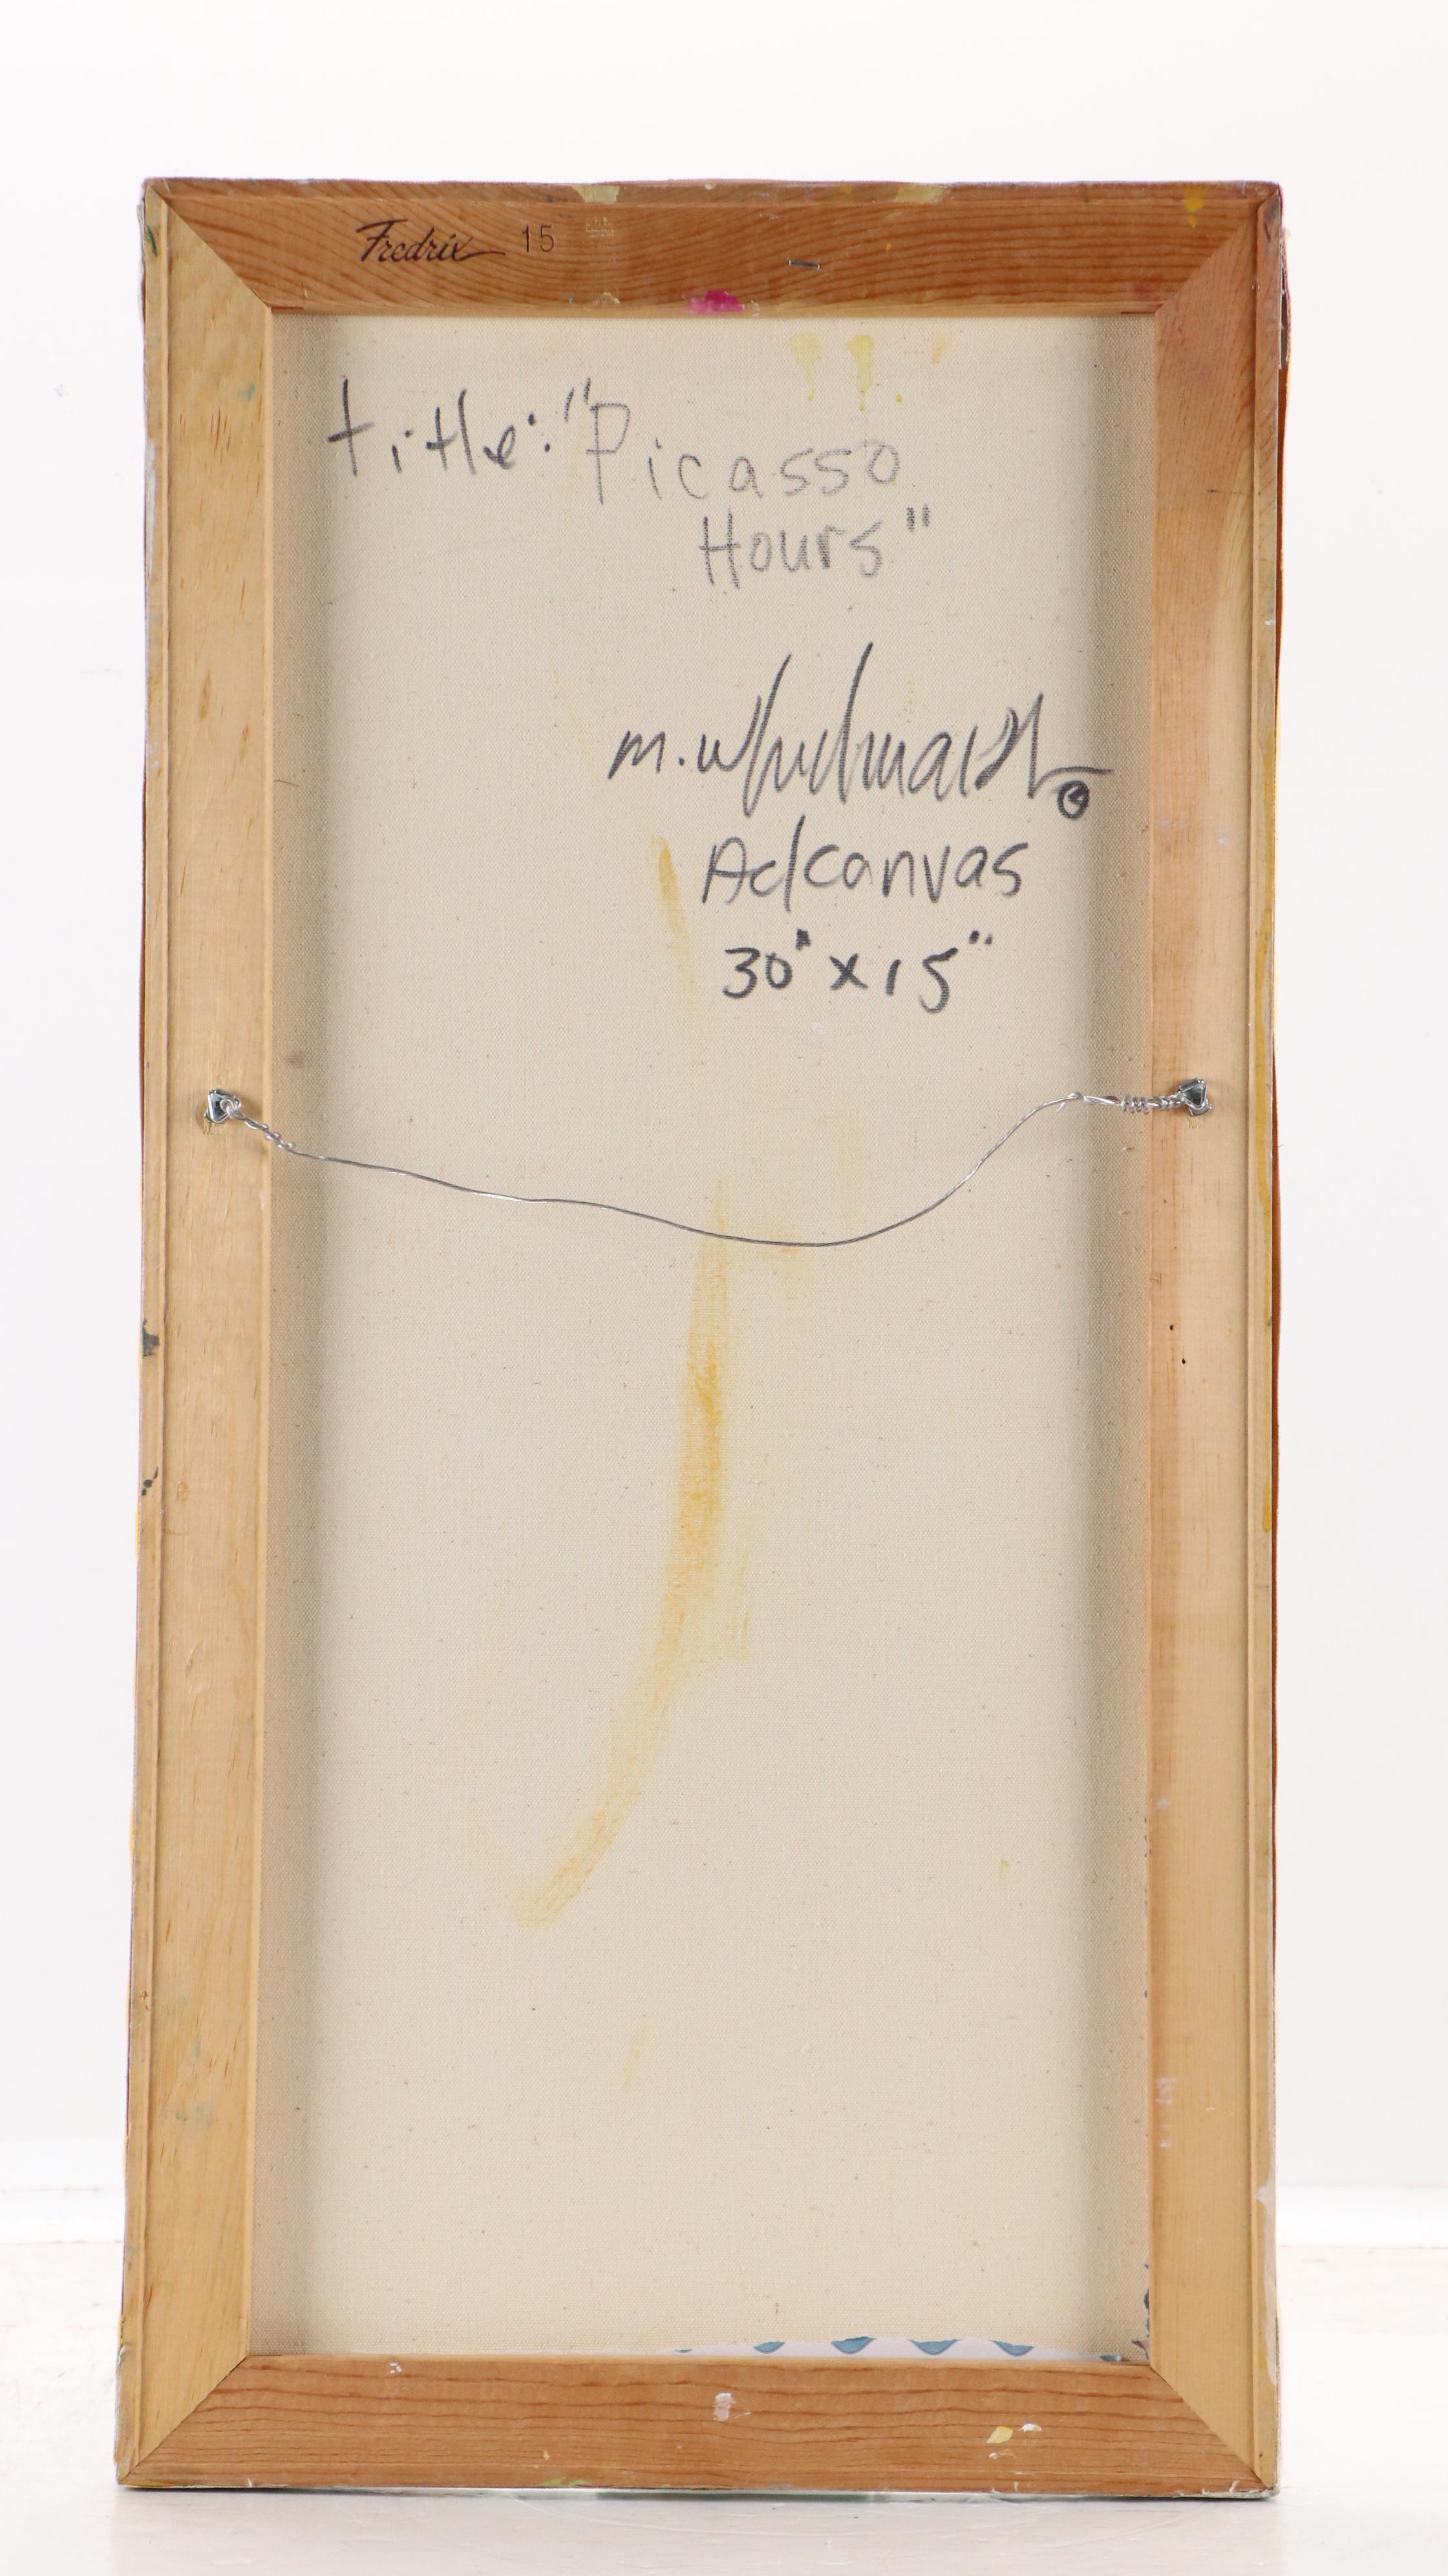 Fredrix 15
title: "Picasso
Hours"
m.
Ac/canvas
30" x 15"